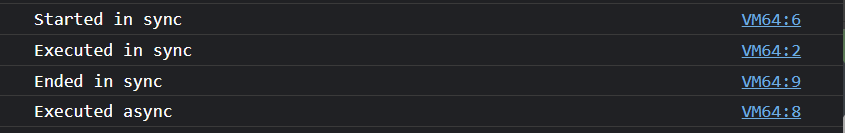 Started in sync VM64:6
Executed in sync VM64:2
Ended in sync VM64:9
Executed async VM64:8